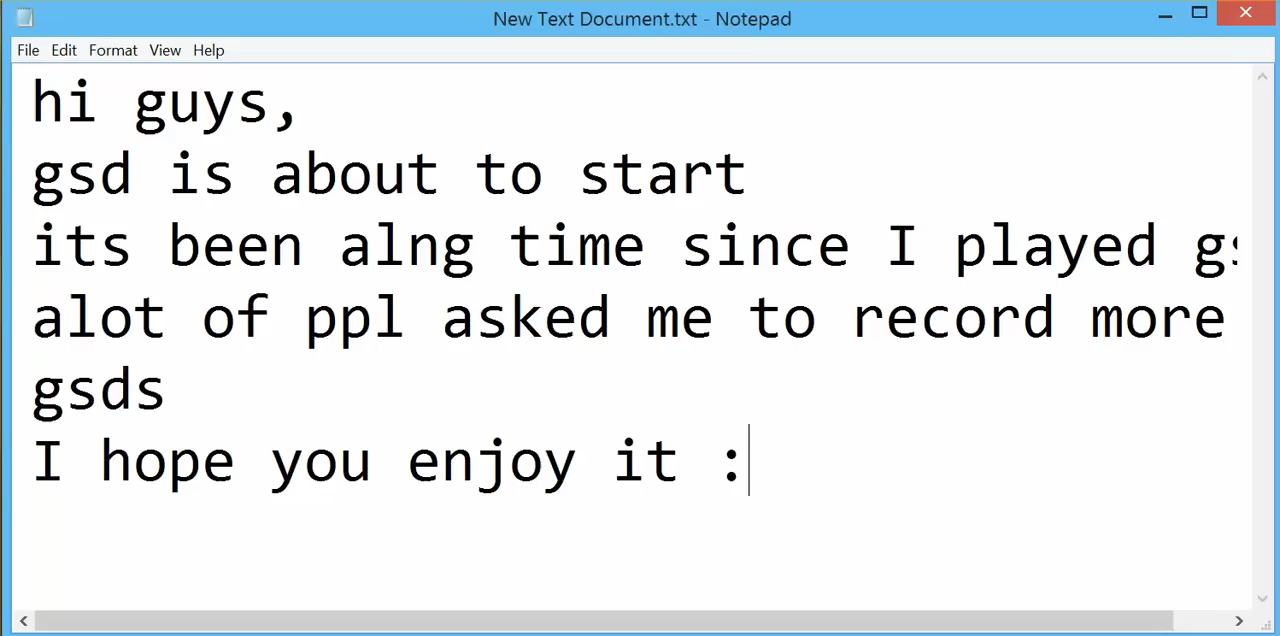 New Text Document.txt - Notepad
File Edit Format View Help
hi guys,
gsd is about to start
its been alng time since I played
alot of ppl asked me to record more
gsds
I hope you enjoy it :